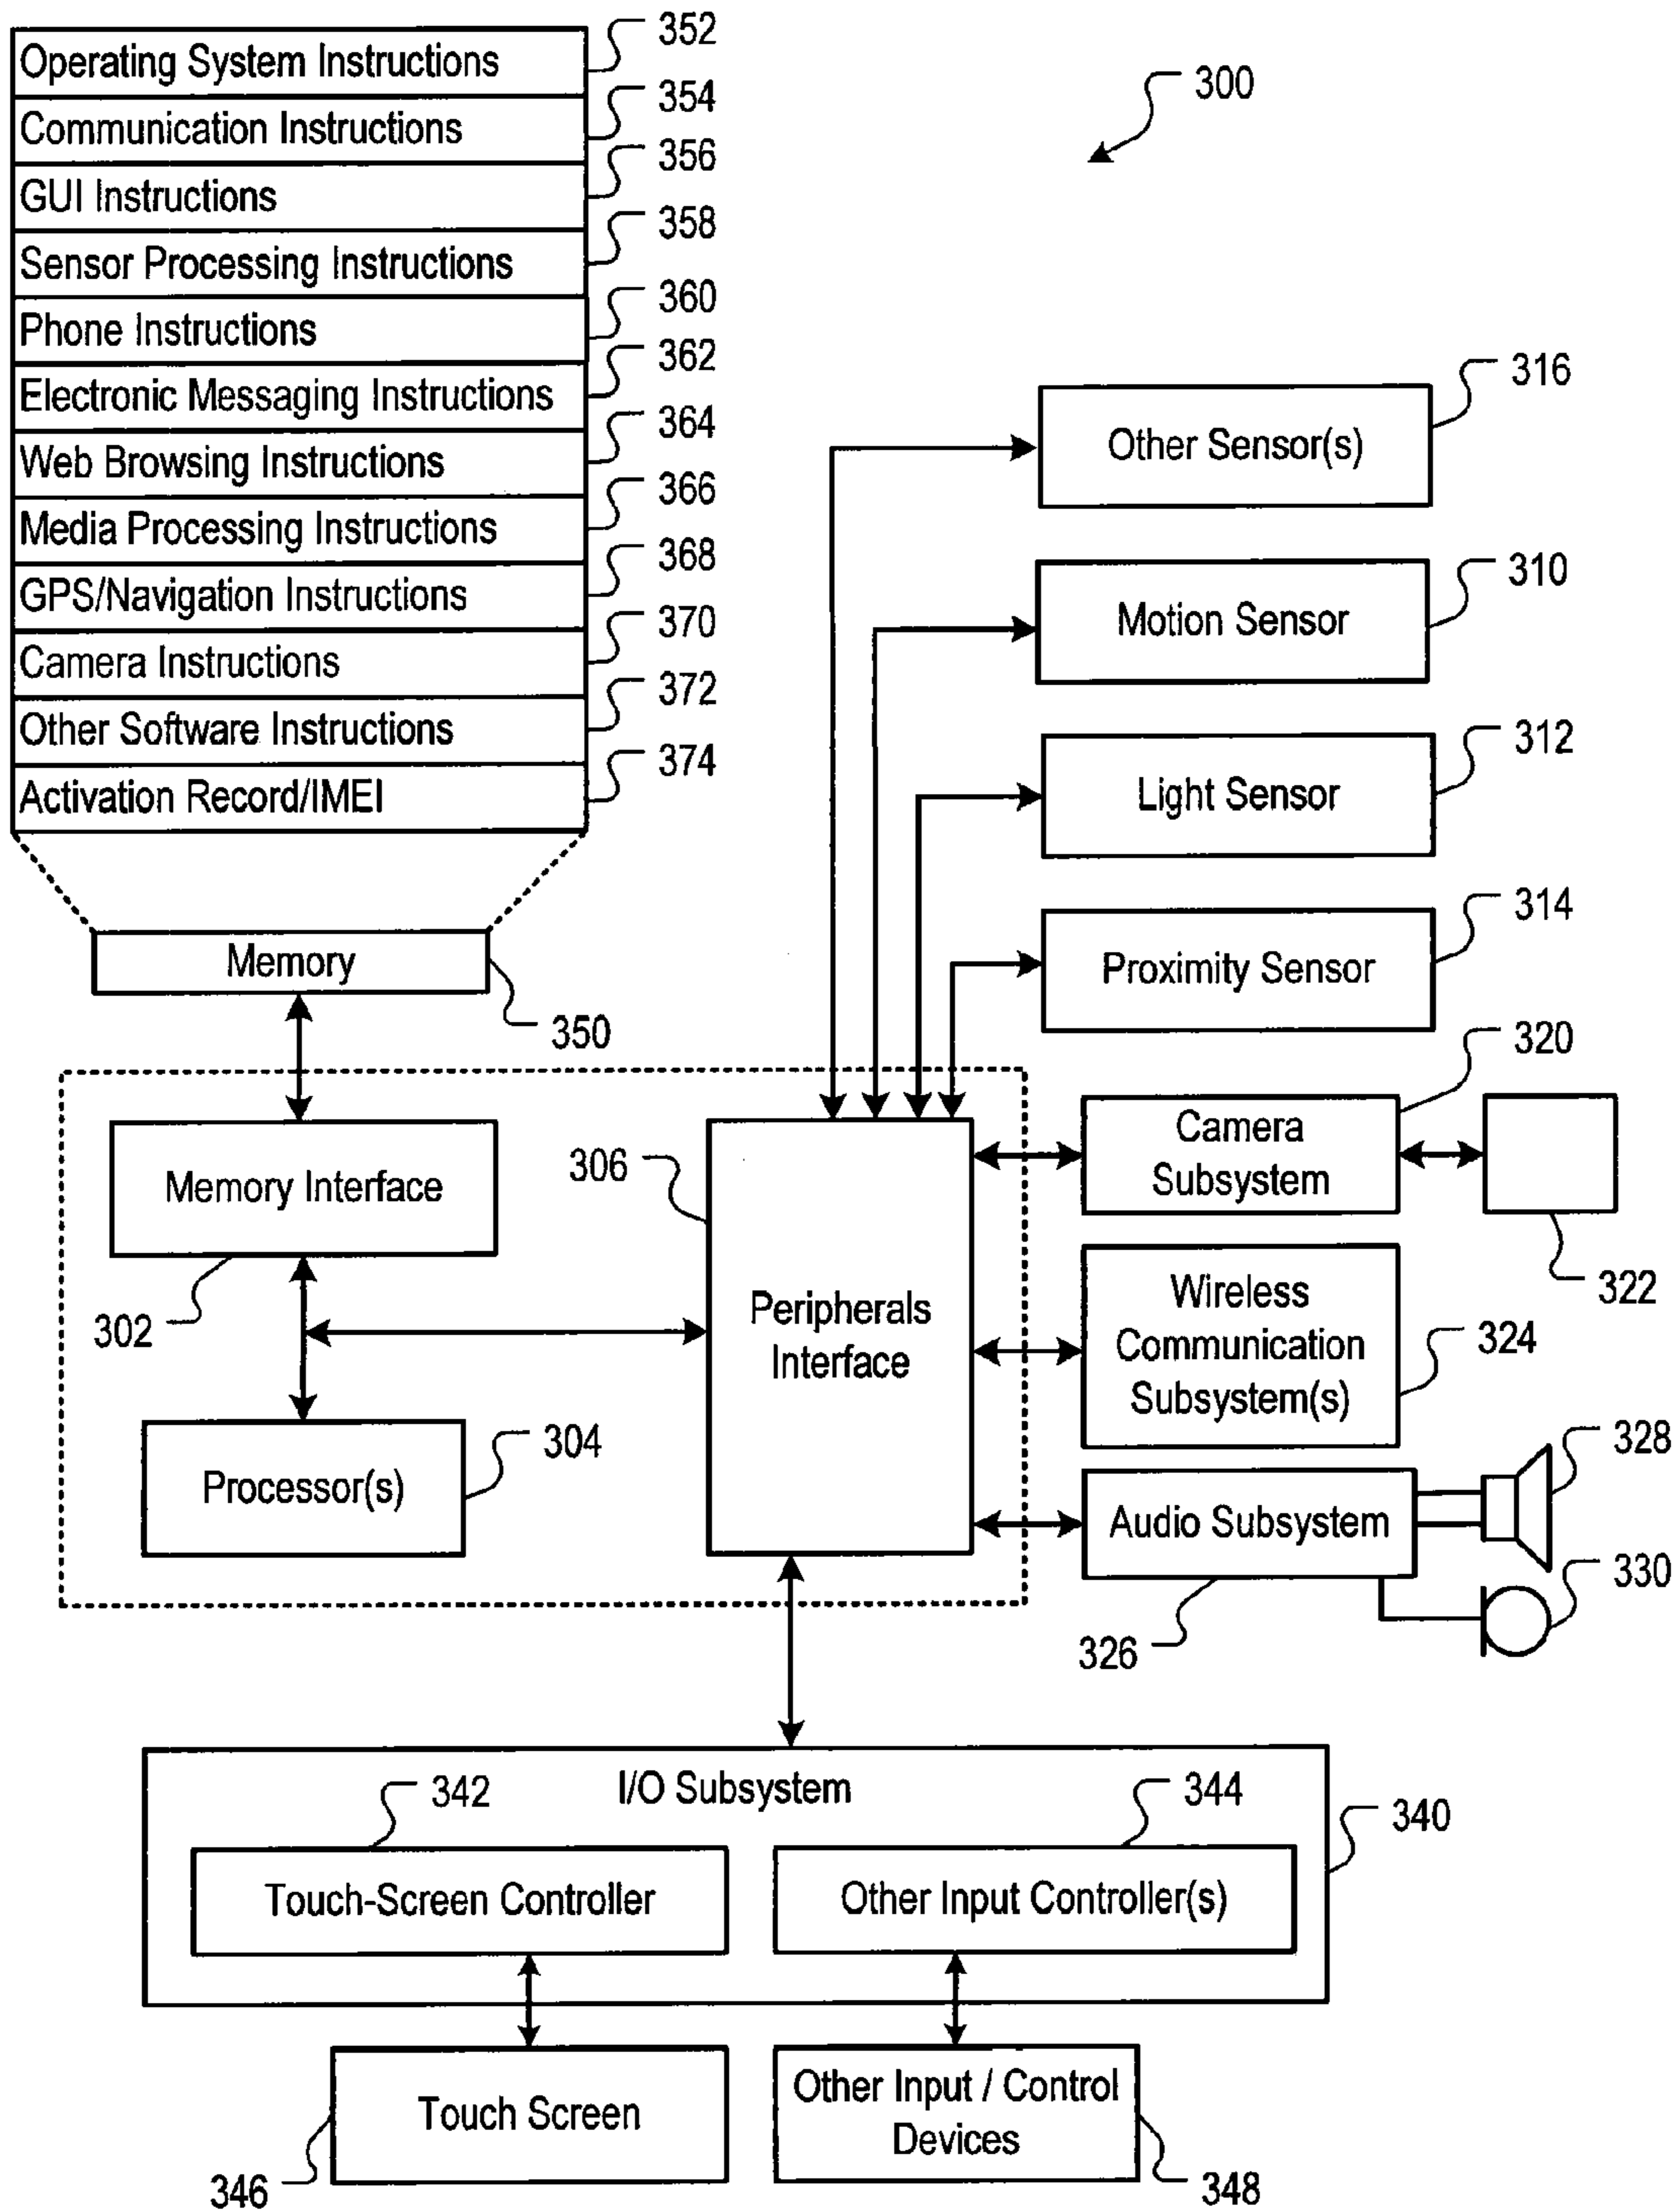 352
Operating System Instructions
300
354
Communication Instructions
356
GUI Instructions
358
Sensor Processing Instructions
360
Phone Instructions
362
Electronic Messaging Instructions
364
Web Browsing Instructions
366
Media Processing Instructions
368
GPS/Navigation Instructions
370
Camera Instructions
372
Other Software Instructions
374
Activation Record/IMEI
Memory
350
316
Other Sensor(s)
310
Motion Sensor
312
Light Sensor
314
Proximity Sensor
320
Camera
Subsystem
322
Memory Interface
302
306
Peripherals
Interface
Wireless
Communication
Subsystem(s)
324
304
Processor(s)
328
Audio Subsystem
330
326
I/O Subsystem
342
344
340
Touch-Screen Controller
Other Input Controller(s)
Touch Screen
346
Other Input / Control
Devices
348